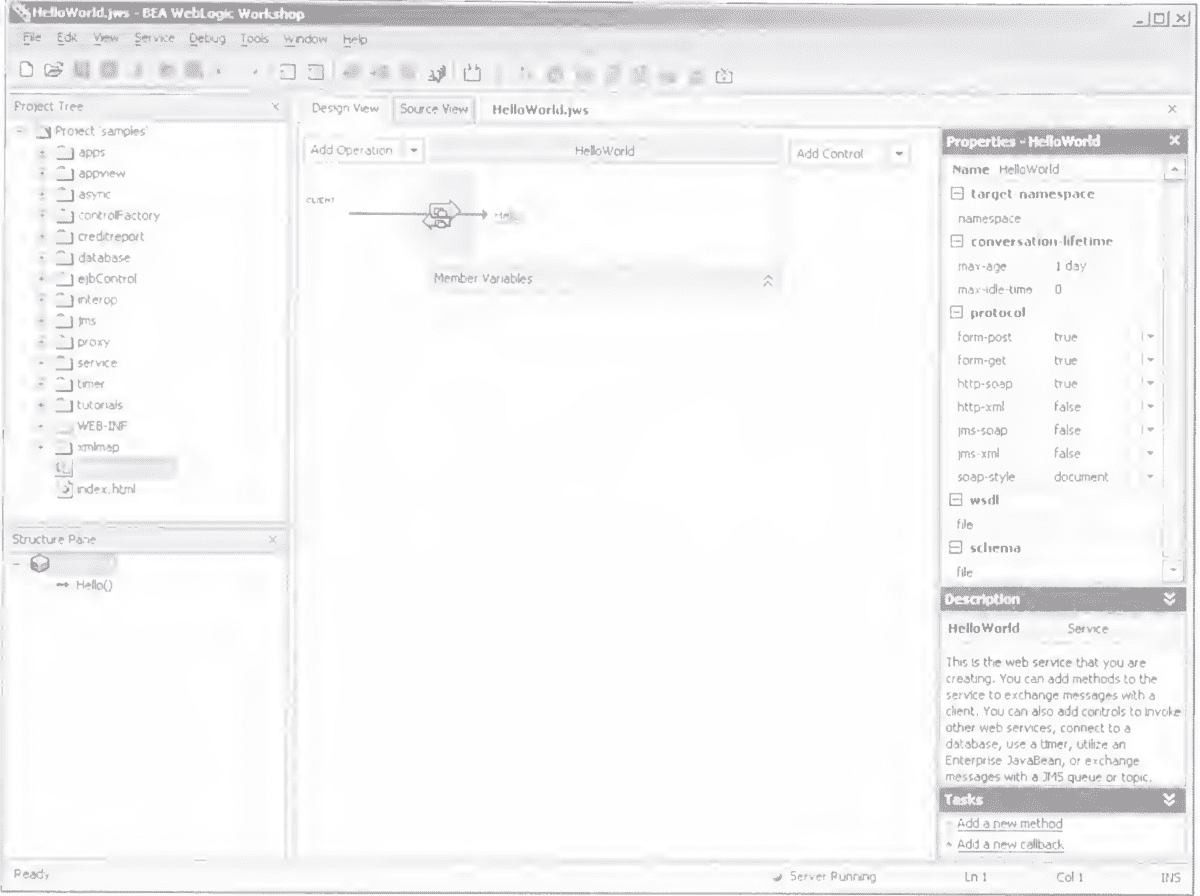 HelloWorld.jws - BEA WebLogic Workshop
File Edit View Service Debug Tools Window Help
Project Tree
Project 'samples'
apps
appview
async
controlFactory
creditreport
database
ejbControl
interop
jms
proxy
service
timer
tutorials
WEB-INF
xmlmap
index.html
Structure Pane
Hello()
Design View Source View HelloWorld.jws
Add Operation HelloWorld Add Control
CLIENT
Hello
Member Variables
Properties - HelloWorld
Name HelloWorld
target-namespace
namespace
conversation-lifetime
max-age 1 day
max-idle-time 0
protocol
form-post true
form-get true
http-soap true
http-xml false
jms-soap false
jms-xml false
soap-style document
wsdl
file
schema
file
Description
HelloWorld Service
This is the web service that you are
creating. You can add methods to the
service to exchange messages with a
client. You can also add controls to invoke
other web services, connect to a
database, use a timer, utilize an
Enterprise JavaBean, or exchange
messages with a JMS queue or topic.
Tasks
Add a new method
Add a new callback
Ready Server Running Ln 1 Col 1 INS